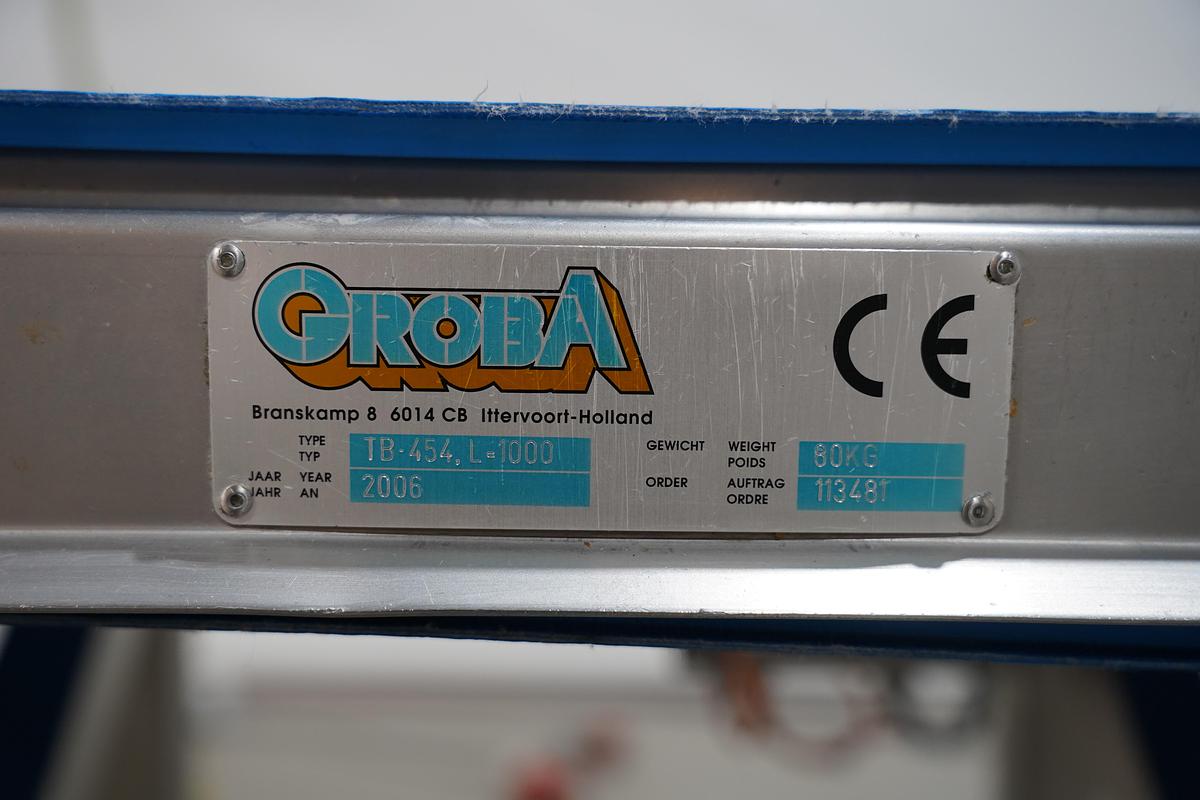 GROBA
CE
Branskamp 8 6014 CB Ittervoort-Holland
TYPE TB-454, L=1000 GEWICHT WEIGHT 80KG
TYP POIDS
JAAR YEAR 2006 ORDER AUFTRAG 113481
JAHR AN ORDRE